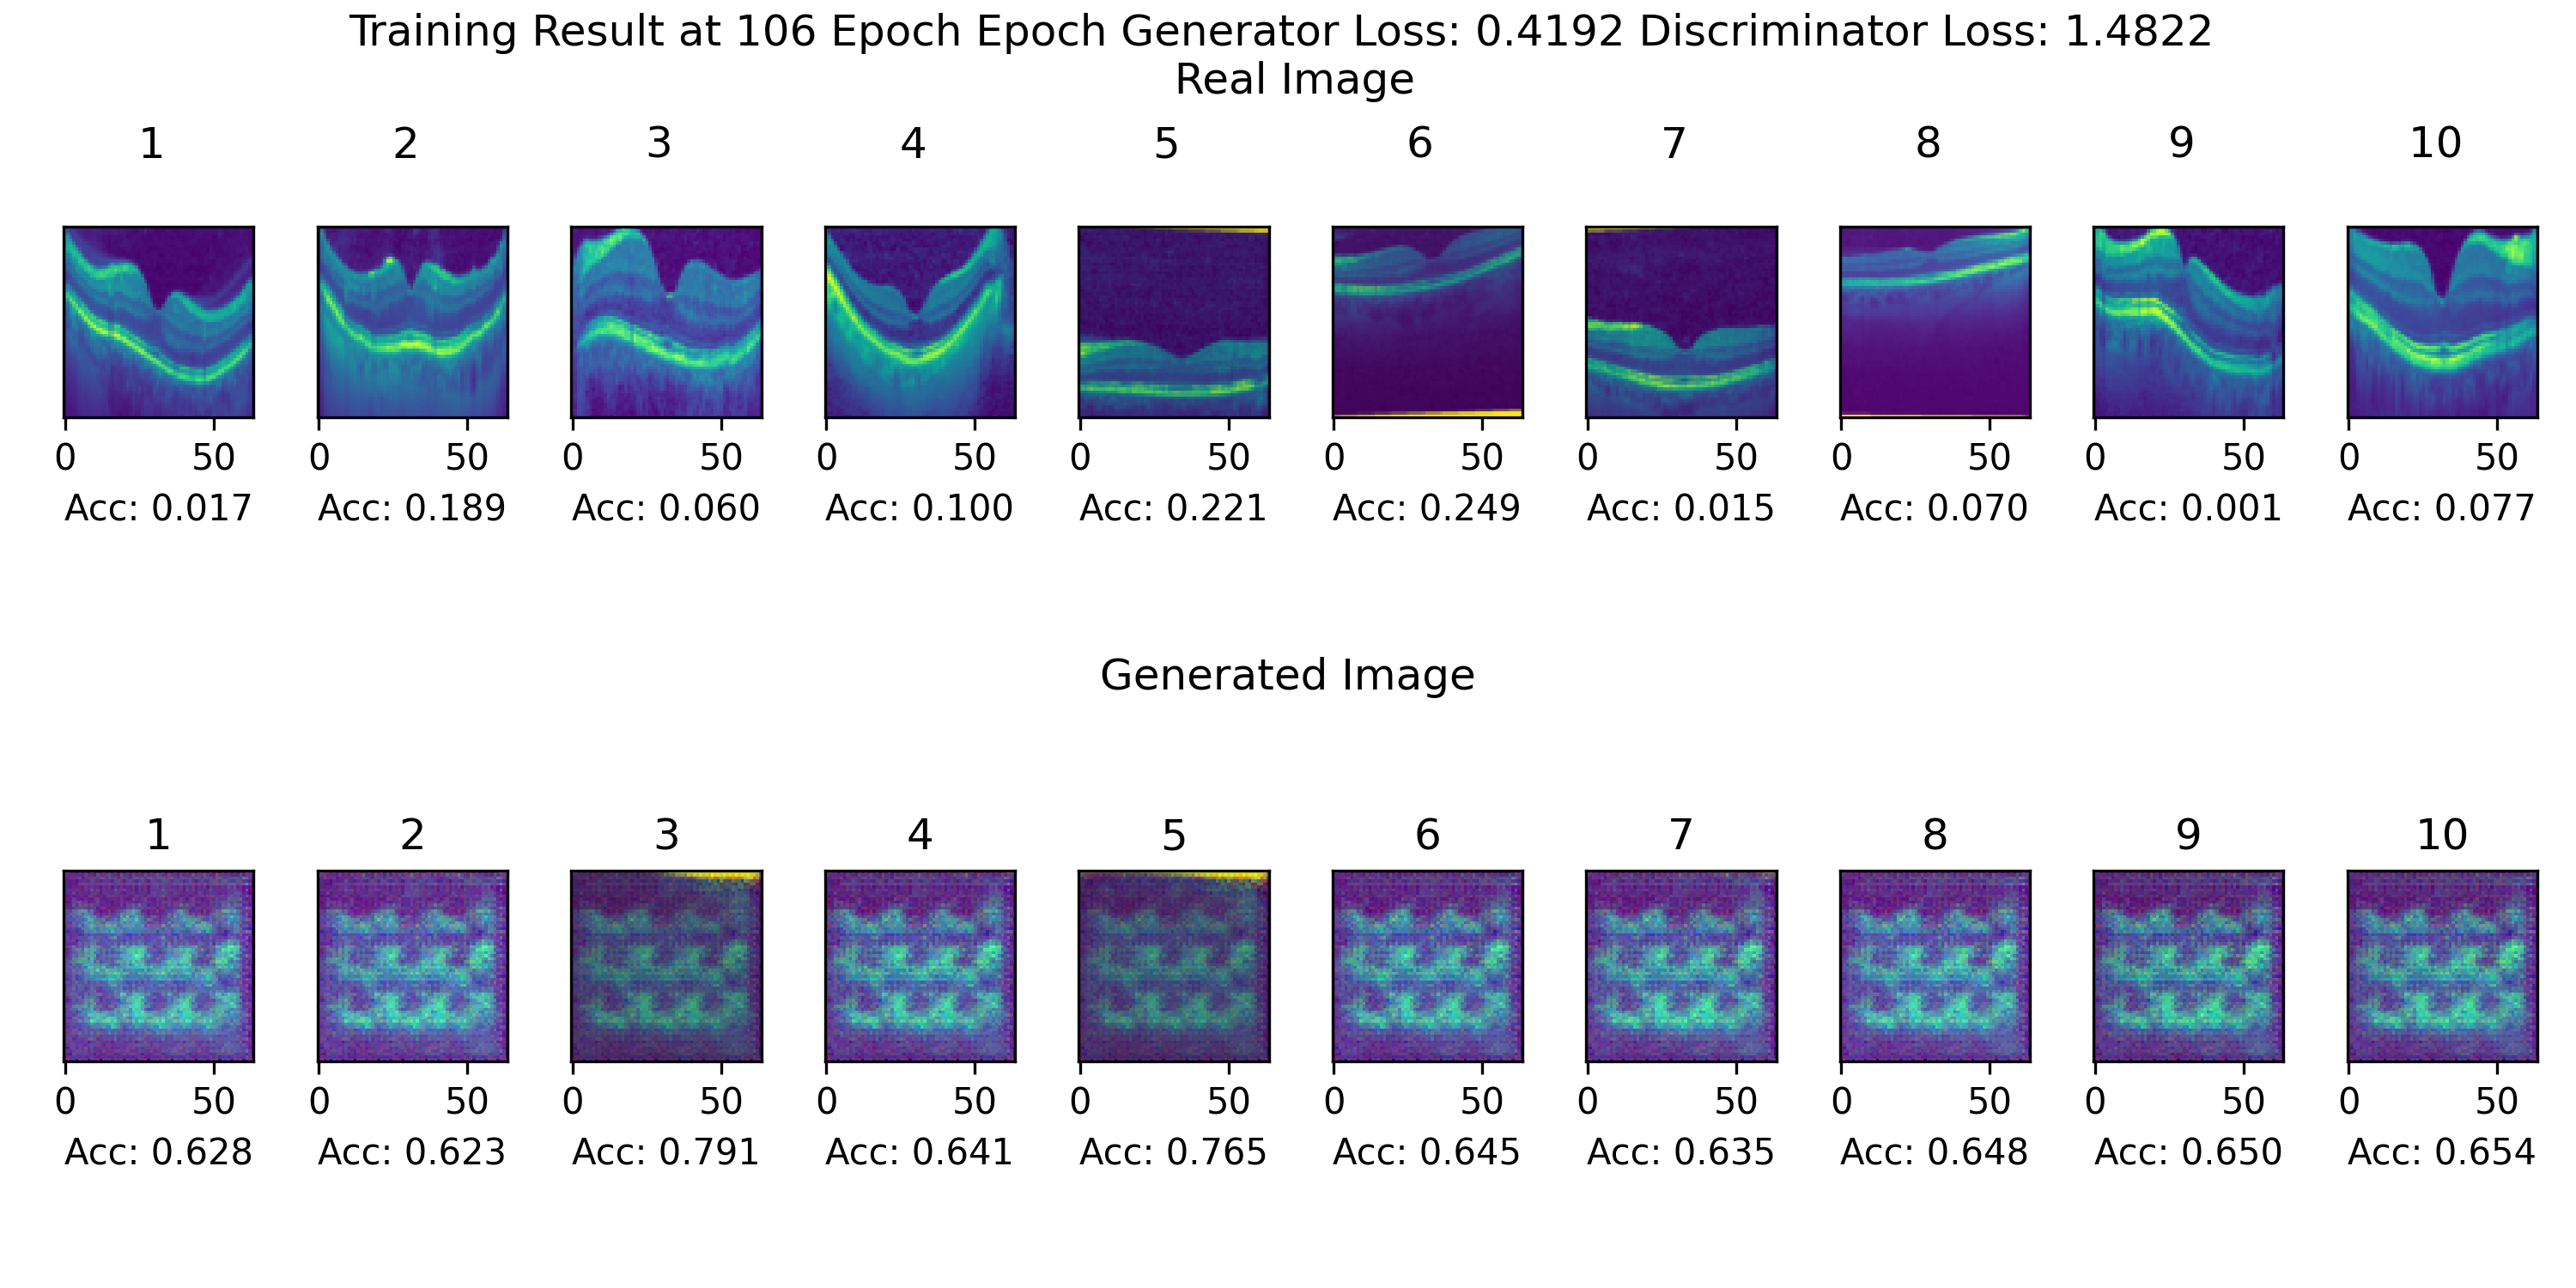 Training Result at 106 Epoch Epoch Generator Loss: 0.4192 Discriminator Loss: 1.4822
Real Image
1 2 3 4 5 6 7 8 9 10
0 50 0 50 0 50 0 50 0 50 0 50 0 50 0 50 0 50 0 50
Acc: 0.017 Acc: 0.189 Acc: 0.060 Acc: 0.100 Acc: 0.221 Acc: 0.249 Acc: 0.015 Acc: 0.070 Acc: 0.001 Acc: 0.077
Generated Image
1 2 3 4 5 6 7 8 9 10
0 50 0 50 0 50 0 50 0 50 0 50 0 50 0 50 0 50 0 50
Acc: 0.628 Acc: 0.623 Acc: 0.791 Acc: 0.641 Acc: 0.765 Acc: 0.645 Acc: 0.635 Acc: 0.648 Acc: 0.650 Acc: 0.654